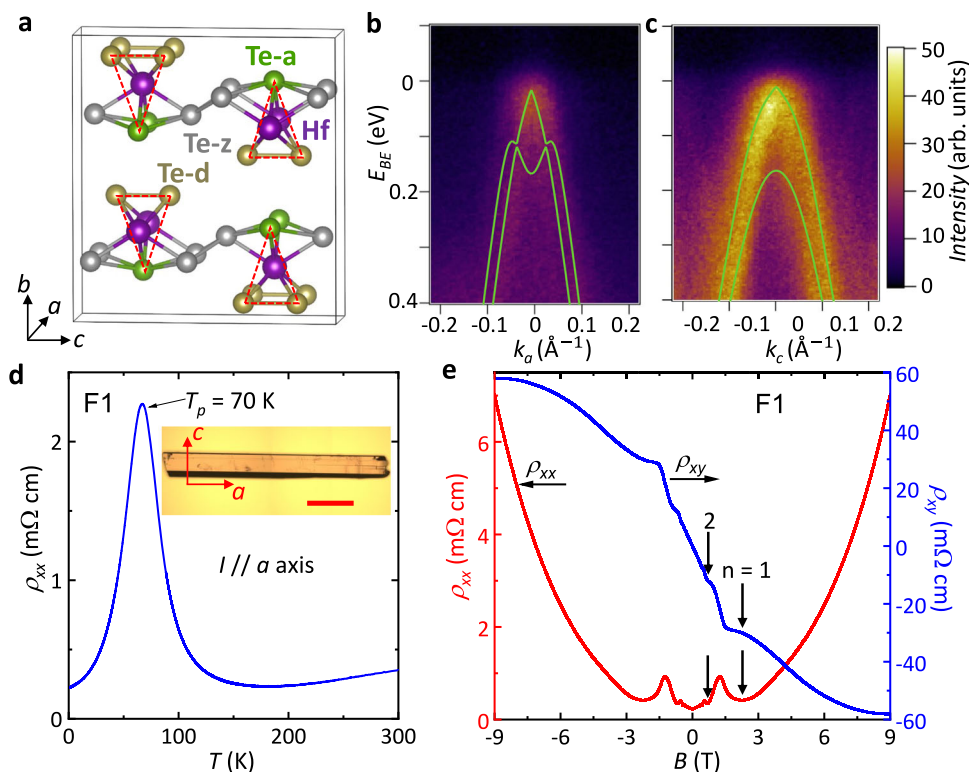 a
Te-a
Te-z
Hf
Te-d
b
a
c
b
0
0.2
0.4
E_BE (eV)
-0.2 -0.1 0 0.1 0.2
k_a (Å⁻¹)
c
-0.2 -0.1 0 0.1 0.2
k_c (Å⁻¹)
50
40
30
20
10
0
Intensity (arb. units)
d
F1
T_p = 70 K
c
a
I // a axis
2
1
0
ρ_xx (mΩ cm)
0 100 200 300
T (K)
e
F1
ρ_xx
ρ_xy
2
n = 1
6
4
2
0
ρ_xx (mΩ cm)
60
40
20
0
-20
-40
-60
ρ_xy (mΩ cm)
-9 -6 -3 0 3 6 9
B (T)